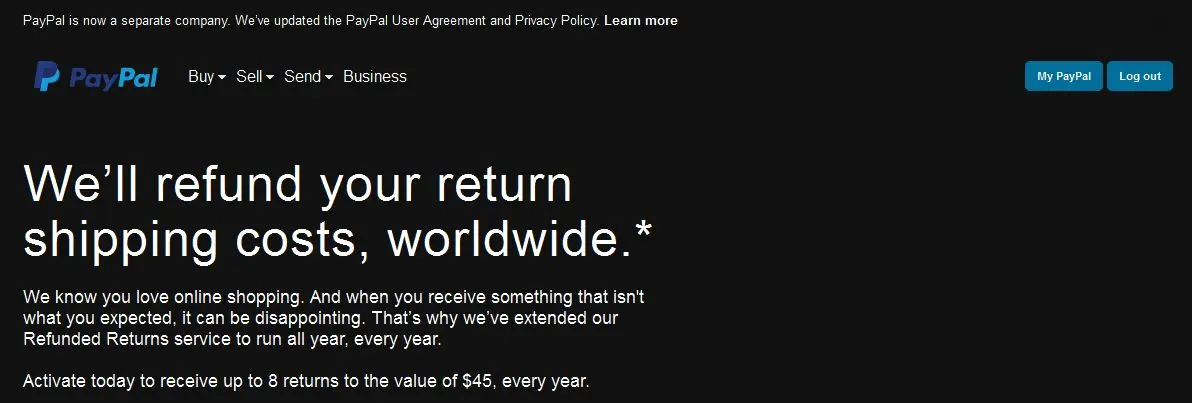 PayPal is now a separate company. We've updated the PayPal User Agreement and Privacy Policy. Learn more
PayPal Buy Sell Send Business My PayPal Log out
We'll refund your return
shipping costs, worldwide.*
We know you love online shopping. And when you receive something that isn't
what you expected, it can be disappointing. That's why we've extended our
Refunded Returns service to run all year, every year.
Activate today to receive up to 8 returns to the value of $45, every year.